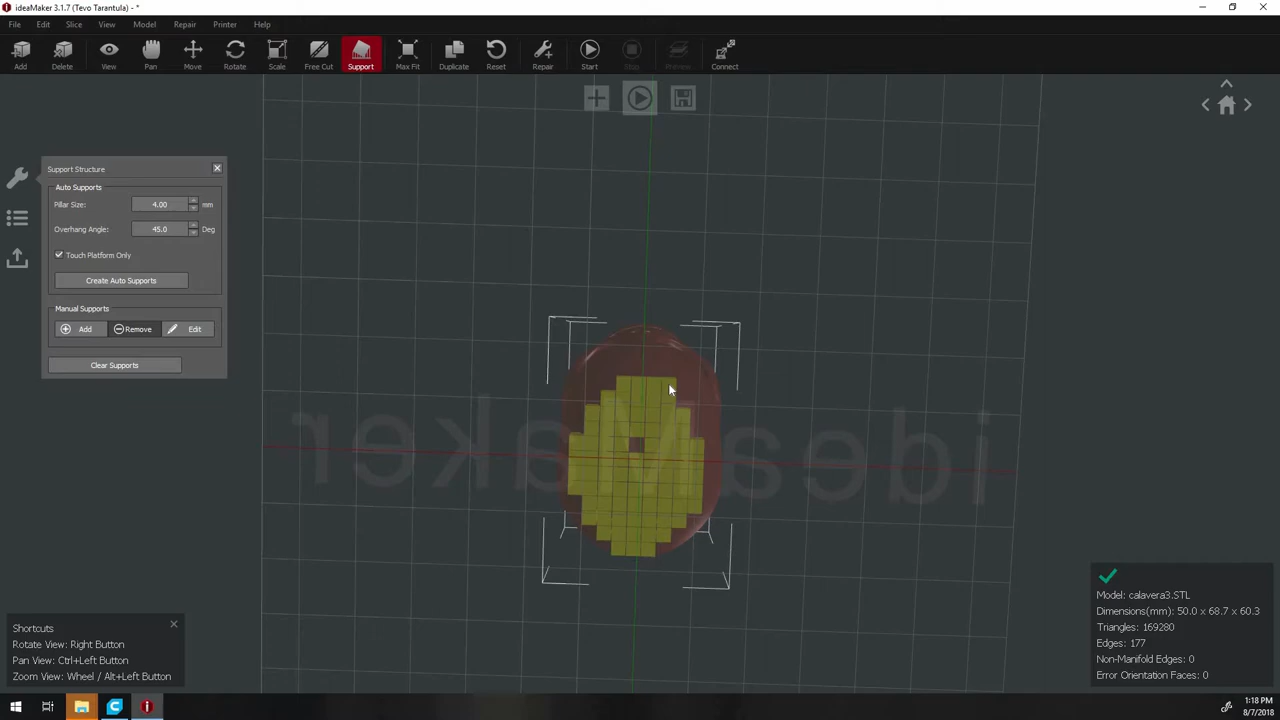 ideaMaker 3.1.7 (Tevo Tarantula) - *
File Edit Slice View Model Repair Printer Help
Add Delete View Pan Move Rotate Scale Free Cut Support Max Fit Duplicate Reset Repair Start Stop Preview Connect
Support Structure
Auto Supports
Pillar Size: 4.00 mm
Overhang Angle: 45.0 Deg
Touch Platform Only
Create Auto Supports
Manual Supports
Add Remove Edit
Clear Supports
ideaMaker
Shortcuts
Rotate View: Right Button
Pan View: Ctrl+Left Button
Zoom View: Wheel / Alt+Left Button
Model: calavera3.STL
Dimensions(mm): 50.0 x 68.7 x 60.3
Triangles: 169280
Edges: 177
Non-Manifold Edges: 0
Error Orientation Faces: 0
1:18 PM
8/7/2018